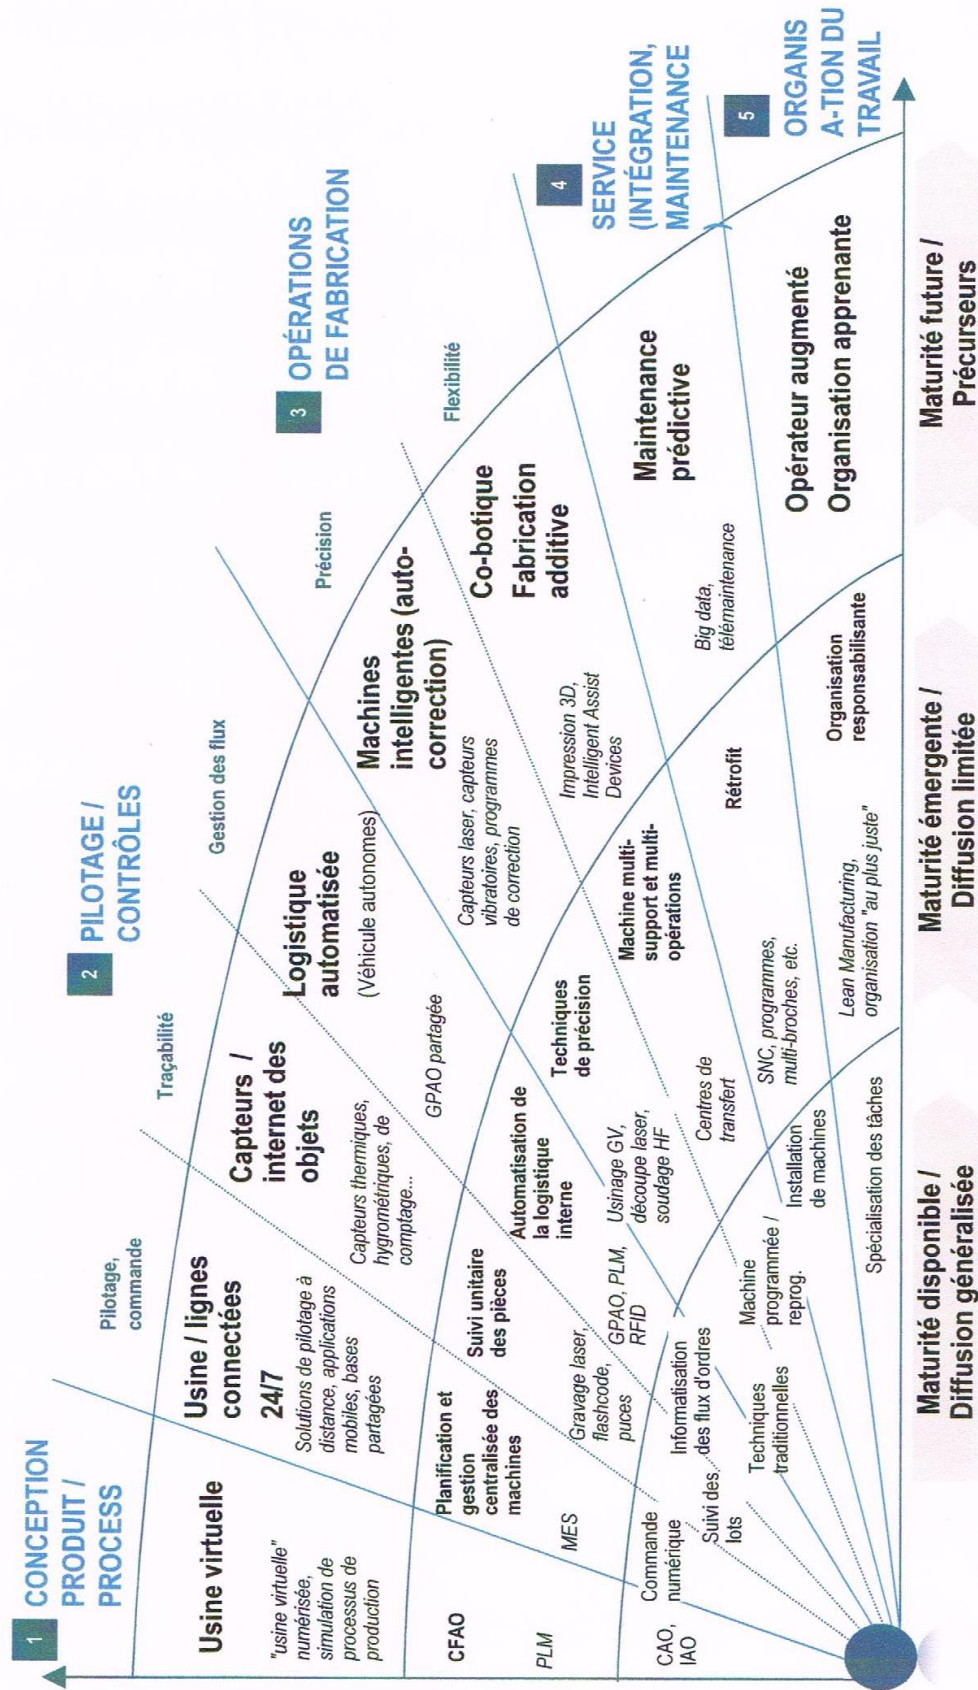 1
CONCEPTION
PRODUIT /
PROCESS
Usine virtuelle
"usine virtuelle"
numérisée,
simulation de
processus de
production
CFAO
PLM
CAO,
IAO
2
PILOTAGE /
CONTRÔLES
Pilotage,
commande
Usine / lignes
connectées
24/7
Solutions de pilotage à
distance, applications
mobiles, bases
partagées
Planification et
gestion
centralisée des
machines
MES
Commande
numérique
Traçabilité
Capteurs /
internet des
objets
Capteurs thermiques,
hygrométriques, de
comptage...
Suivi unitaire
des pièces
Gravage laser,
flashcode,
puces
Suivi des
lots
Gestion des flux
Logistique
automatisée
(Véhicule autonomes)
GPAO partagée
Automatisation de
la logistique
interne
GPAO, PLM,
RFID
Informatisation
des flux d'ordres
3
OPÉRATIONS
DE FABRICATION
Précision
Machines
intelligentes (auto-
correction)
Capteurs laser, capteurs
vibratoires, programmes
de correction
Techniques
de précision
Usinage GV,
découpe laser,
soudage HF
Techniques
traditionnelles
Flexibilité
Co-botique
Fabrication
additive
Impression 3D,
Intelligent Assist
Devices
Machine multi-
support et multi-
opérations
Centres de
transfert
Machine
programmée /
reprog.
4
SERVICE
(INTÉGRATION,
MAINTENANCE
)
Maintenance
prédictive
Big data,
télémaintenance
Rétrofit
SNC, programmes,
multi-broches, etc.
Installation
de machines
5
ORGANIS
A-TION DU
TRAVAIL
Opérateur augmenté
Organisation apprenante
Organisation
responsabilisante
Lean Manufacturing,
organisation "au plus juste"
Spécialisation des tâches
Maturité disponible /
Diffusion généralisée
Maturité émergente /
Diffusion limitée
Maturité future /
Précurseurs